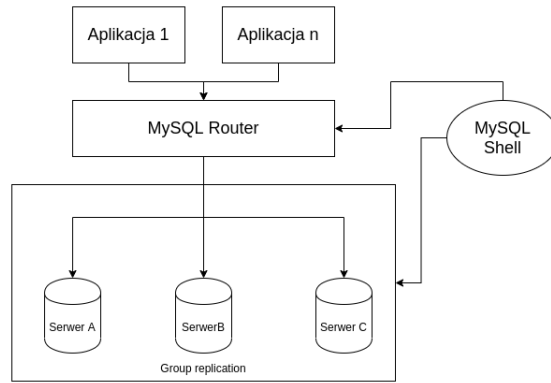 Aplikacja 1
Aplikacja n
MySQL Router
MySQL
Shell
Serwer A
SerwerB
Serwer C
Group replication